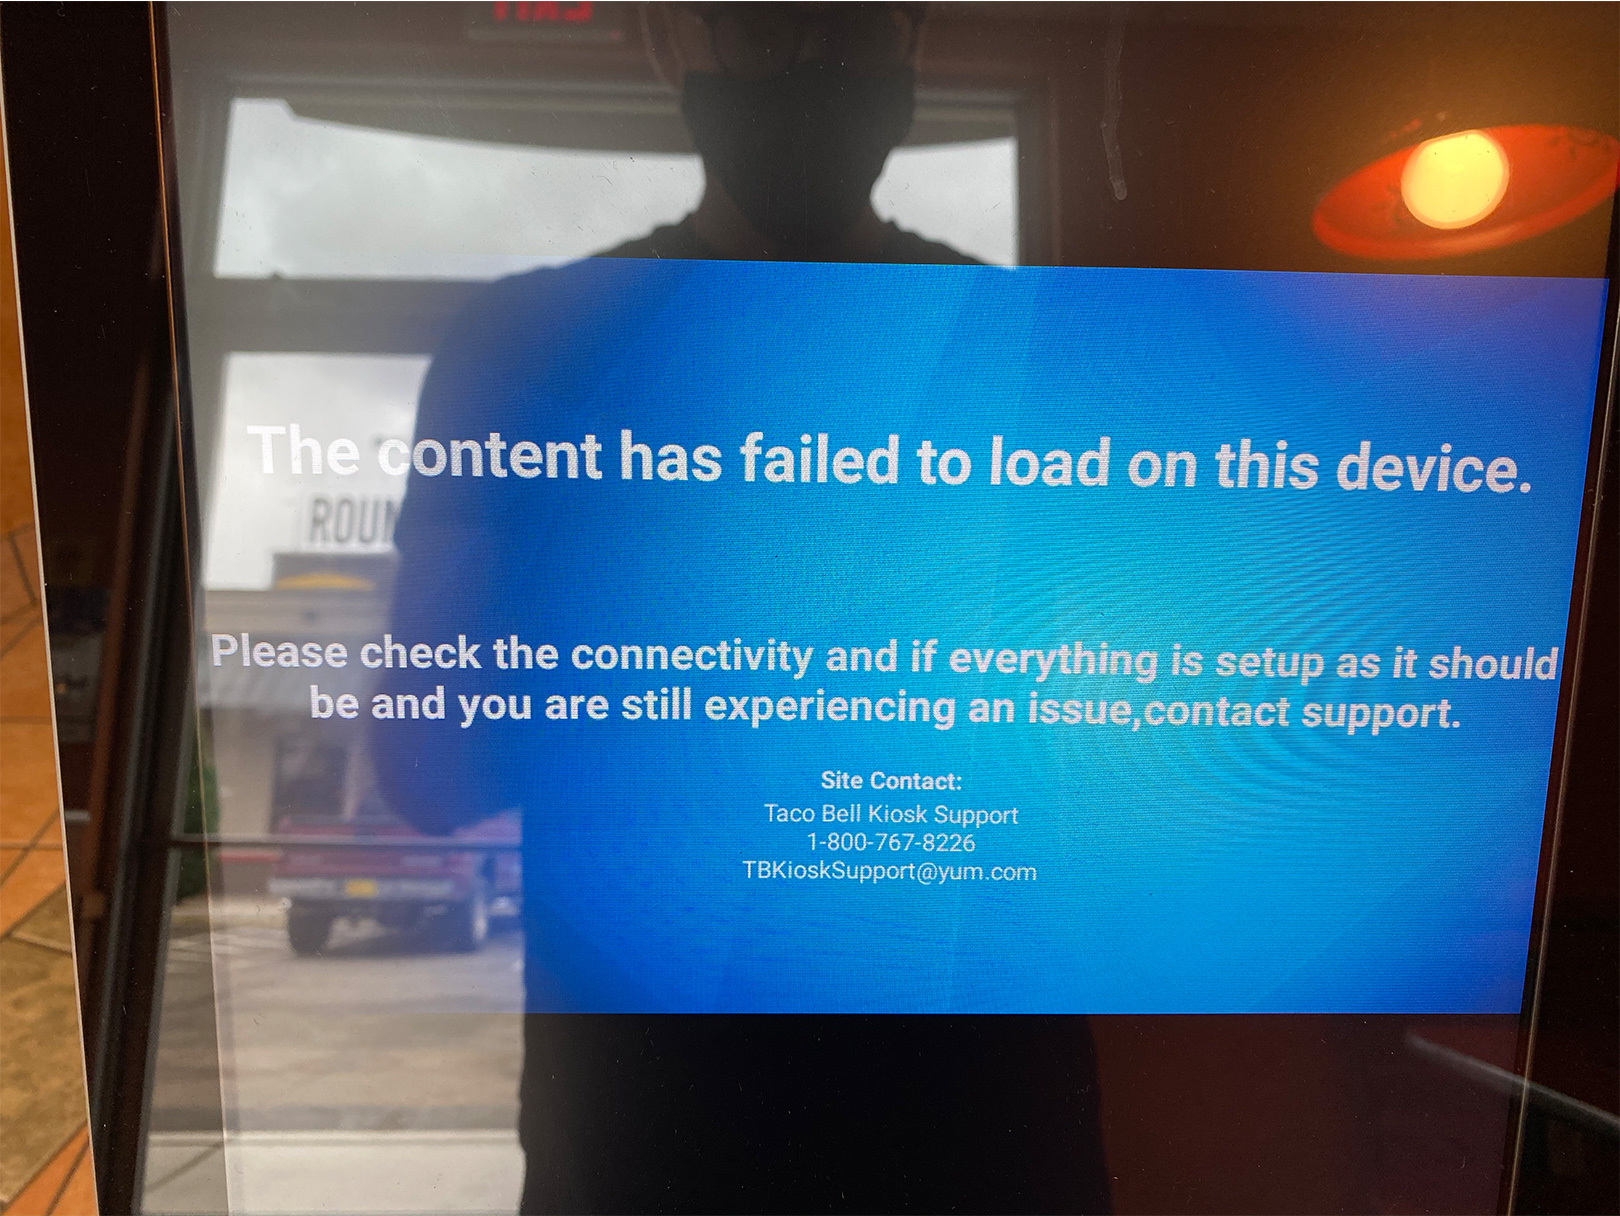 The content has failed to load on this device.
ROUN
Please check the connectivity and if everything is setup as it should
be and you are still experiencing an issue,contact support.
Site Contact:
Taco Bell Kiosk Support
1-800-767-8226
TBKioskSupport@yum.com